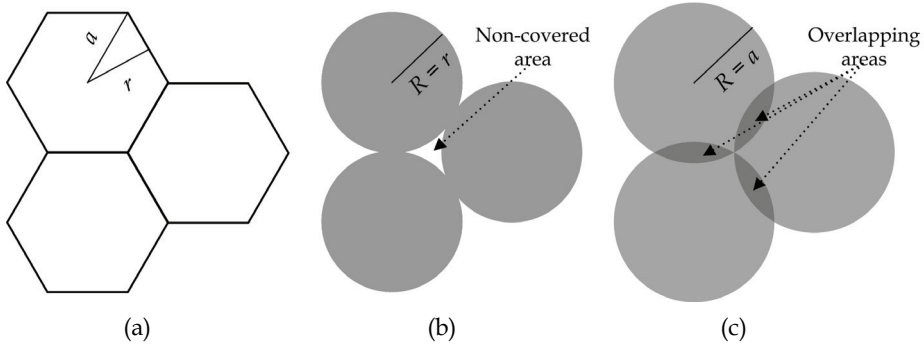 a
r
R = r
Non-covered
area
R = a
Overlapping
areas
(a)
(b)
(c)